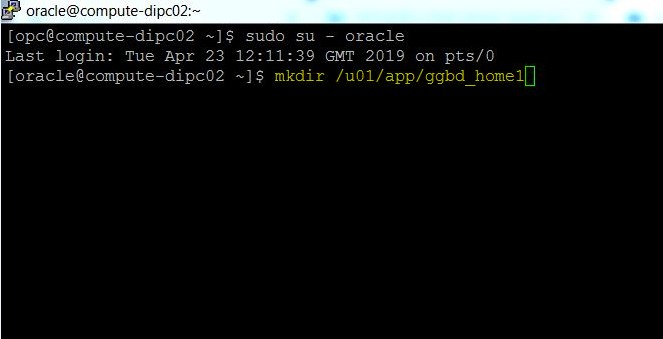 oracle@compute-dipc02:~
[opc@compute-dipc02 ~]$ sudo su - oracle
Last login: Tue Apr 23 12:11:39 GMT 2019 on pts/0
[oracle@compute-dipc02 ~]$ mkdir /u01/app/ggbd_home1